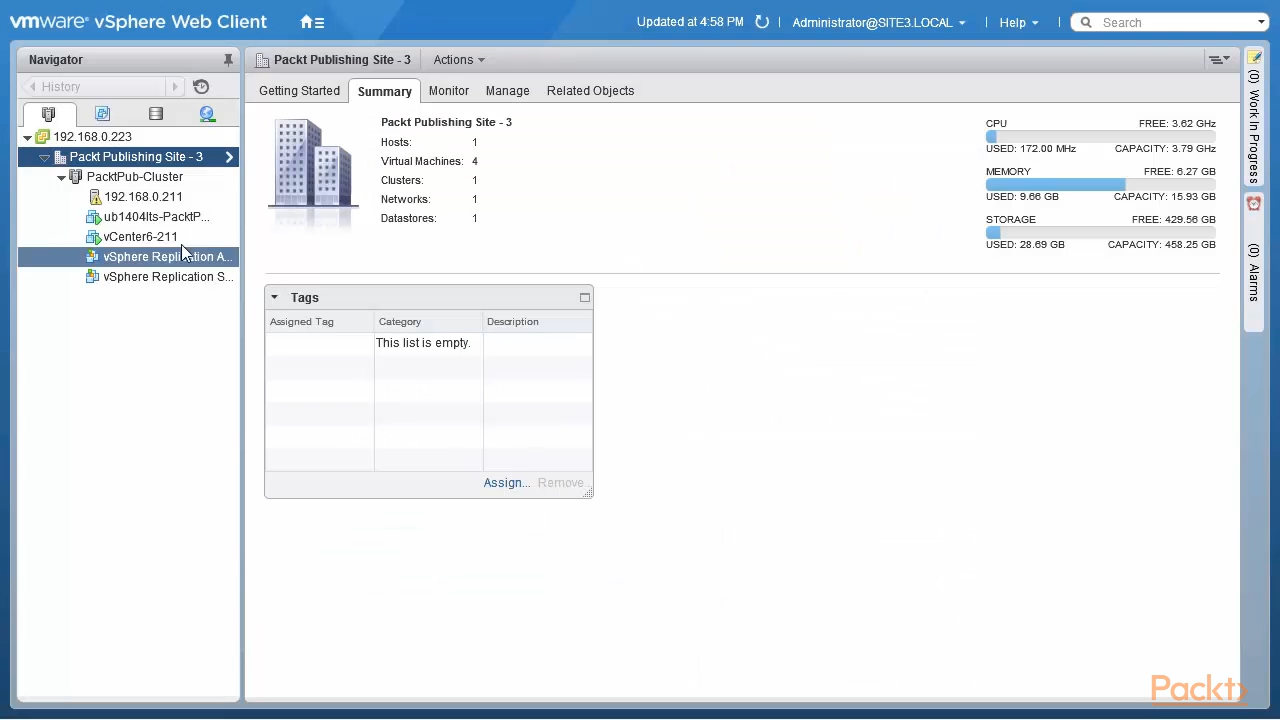 vmware® vSphere Web Client
Updated at 4:58 PM
Administrator@SITE3.LOCAL
Help
Search
Navigator
History
192.168.0.223
Packt Publishing Site - 3
PacktPub-Cluster
192.168.0.211
ub1404lts-PacktP...
vCenter6-211
vSphere Replication A...
vSphere Replication S...
Packt Publishing Site - 3
Actions
Getting Started
Summary
Monitor
Manage
Related Objects
Packt Publishing Site - 3
Hosts: 1
Virtual Machines: 4
Clusters: 1
Networks: 1
Datastores: 1
CPU FREE: 3.62 GHz
USED: 172.00 MHz CAPACITY: 3.79 GHz
MEMORY FREE: 6.27 GB
USED: 9.66 GB CAPACITY: 15.93 GB
STORAGE FREE: 429.56 GB
USED: 28.69 GB CAPACITY: 458.25 GB
Tags
Assigned Tag Category Description
This list is empty.
Assign... Remove
(0) Work In Progress
(0) Alarms
Packt